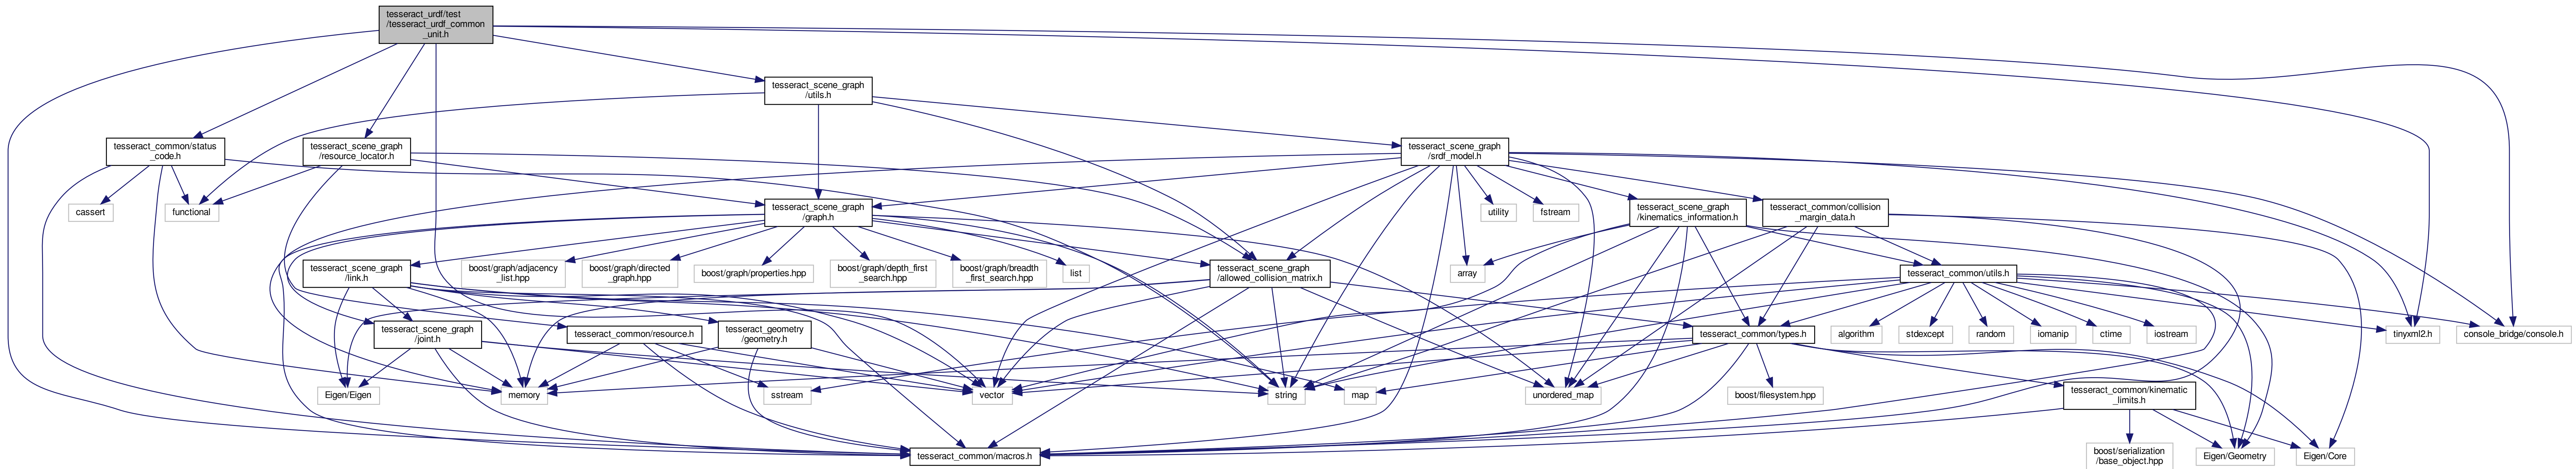 tesseract_urdf/test
/tesseract_urdf_common
_unit.h
tesseract_scene_graph
/utils.h
tesseract_common/status
_code.h
tesseract_scene_graph
/resource_locator.h
tesseract_scene_graph
/srdf_model.h
cassert
functional
tesseract_scene_graph
/graph.h
utility
fstream
tesseract_scene_graph
/kinematics_information.h
tesseract_common/collision
_margin_data.h
tesseract_scene_graph
/link.h
boost/graph/adjacency
_list.hpp
boost/graph/directed
_graph.hpp
boost/graph/properties.hpp
boost/graph/depth_first
_search.hpp
boost/graph/breadth
_first_search.hpp
list
tesseract_scene_graph
/allowed_collision_matrix.h
array
tesseract_common/utils.h
tesseract_scene_graph
/joint.h
tesseract_common/resource.h
tesseract_geometry
/geometry.h
tesseract_common/types.h
algorithm
stdexcept
random
iomanip
ctime
iostream
tinyxml2.h
console_bridge/console.h
Eigen/Eigen
memory
sstream
vector
string
map
unordered_map
boost/filesystem.hpp
tesseract_common/kinematic
_limits.h
tesseract_common/macros.h
boost/serialization
/base_object.hpp
Eigen/Geometry
Eigen/Core